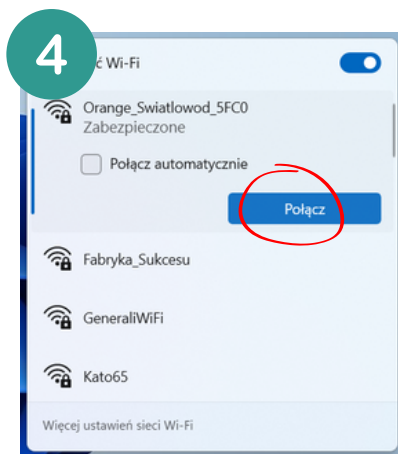 4
ć Wi-Fi
Orange_Swiatlowod_5FC0
Zabezpieczone
Połącz automatycznie
Połącz
Fabryka_Sukcesu
GeneraliWiFi
Kato65
Więcej ustawień sieci Wi-Fi